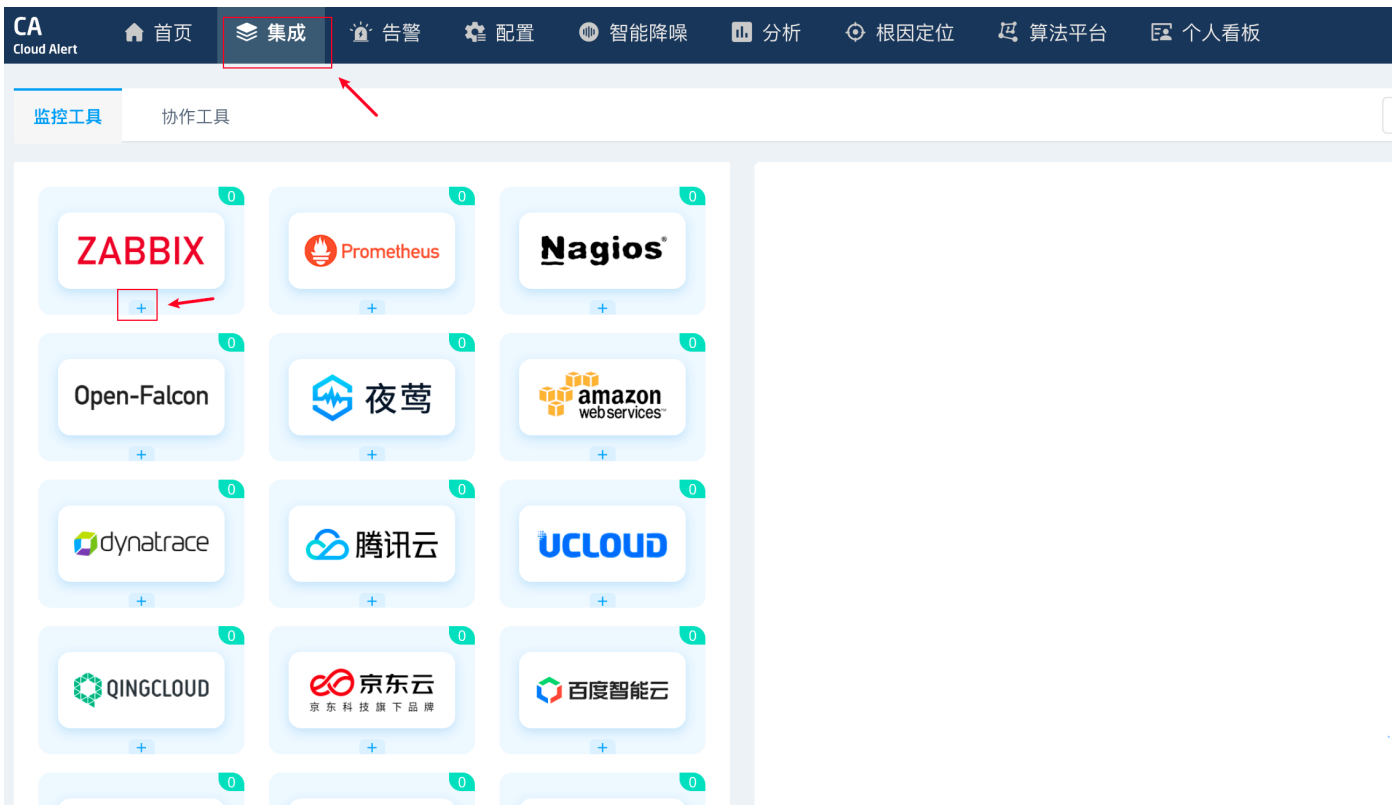 CA
Cloud Alert
首页
集成
告警
配置
智能降噪
分析
根因定位
算法平台
个人看板
监控工具
协作工具
0
0
0
ZABBIX
Prometheus
Nagios®
+
+
+
0
0
0
Open-Falcon
夜莺
amazon
webservices™
+
+
+
0
0
0
dynatrace
腾讯云
UCLOUD
+
+
+
0
0
0
QINGCLOUD
京东云
京东科技旗下品牌
百度智能云
+
+
+
0
0
0